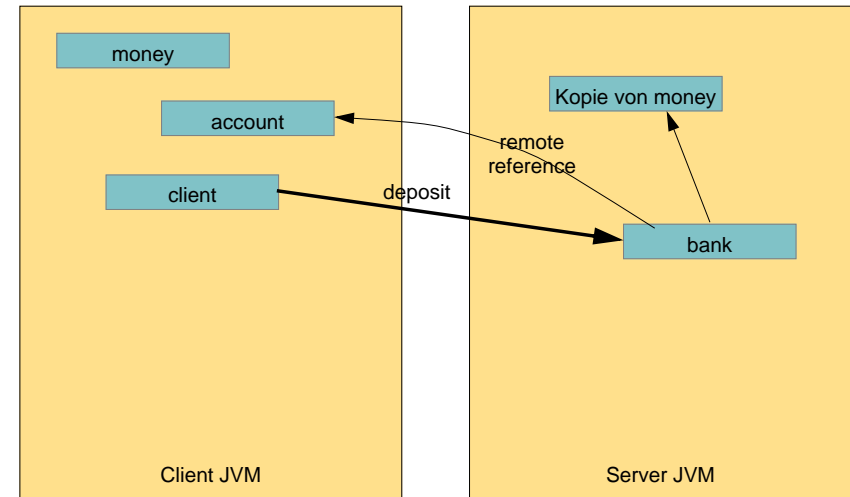 money
Kopie von money
account
remote
reference
client
deposit
bank
Client JVM
Server JVM